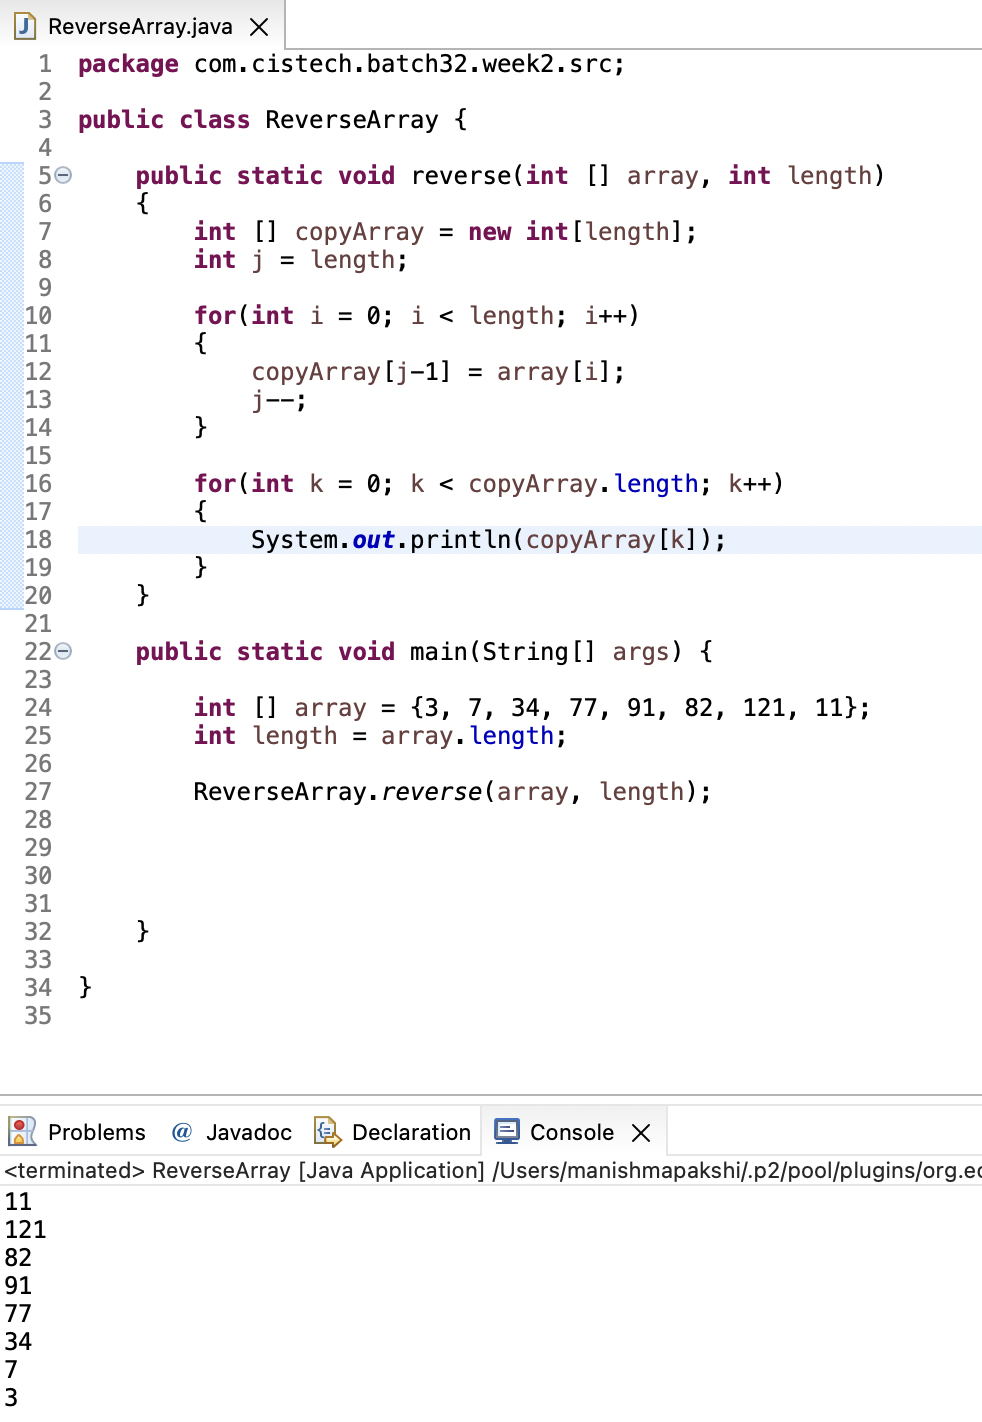 ReverseArray.java
1 package com.cistech.batch32.week2.src;
2
3 public class ReverseArray {
4
5 public static void reverse(int [] array, int length)
6 {
7 int [] copyArray = new int[length];
8 int j = length;
9
10 for(int i = 0; i < length; i++)
11 {
12 copyArray[j-1] = array[i];
13 j--;
14 }
15
16 for(int k = 0; k < copyArray.length; k++)
17 {
18 System.out.println(copyArray[k]);
19 }
20 }
21
22 public static void main(String[] args) {
23
24 int [] array = {3, 7, 34, 77, 91, 82, 121, 11};
25 int length = array.length;
26
27 ReverseArray.reverse(array, length);
28
29
30
31
32 }
33
34 }
35
Problems @ Javadoc Declaration Console
<terminated> ReverseArray [Java Application] /Users/manishmapakshi/.p2/pool/plugins/org.ec
11
121
82
91
77
34
7
3